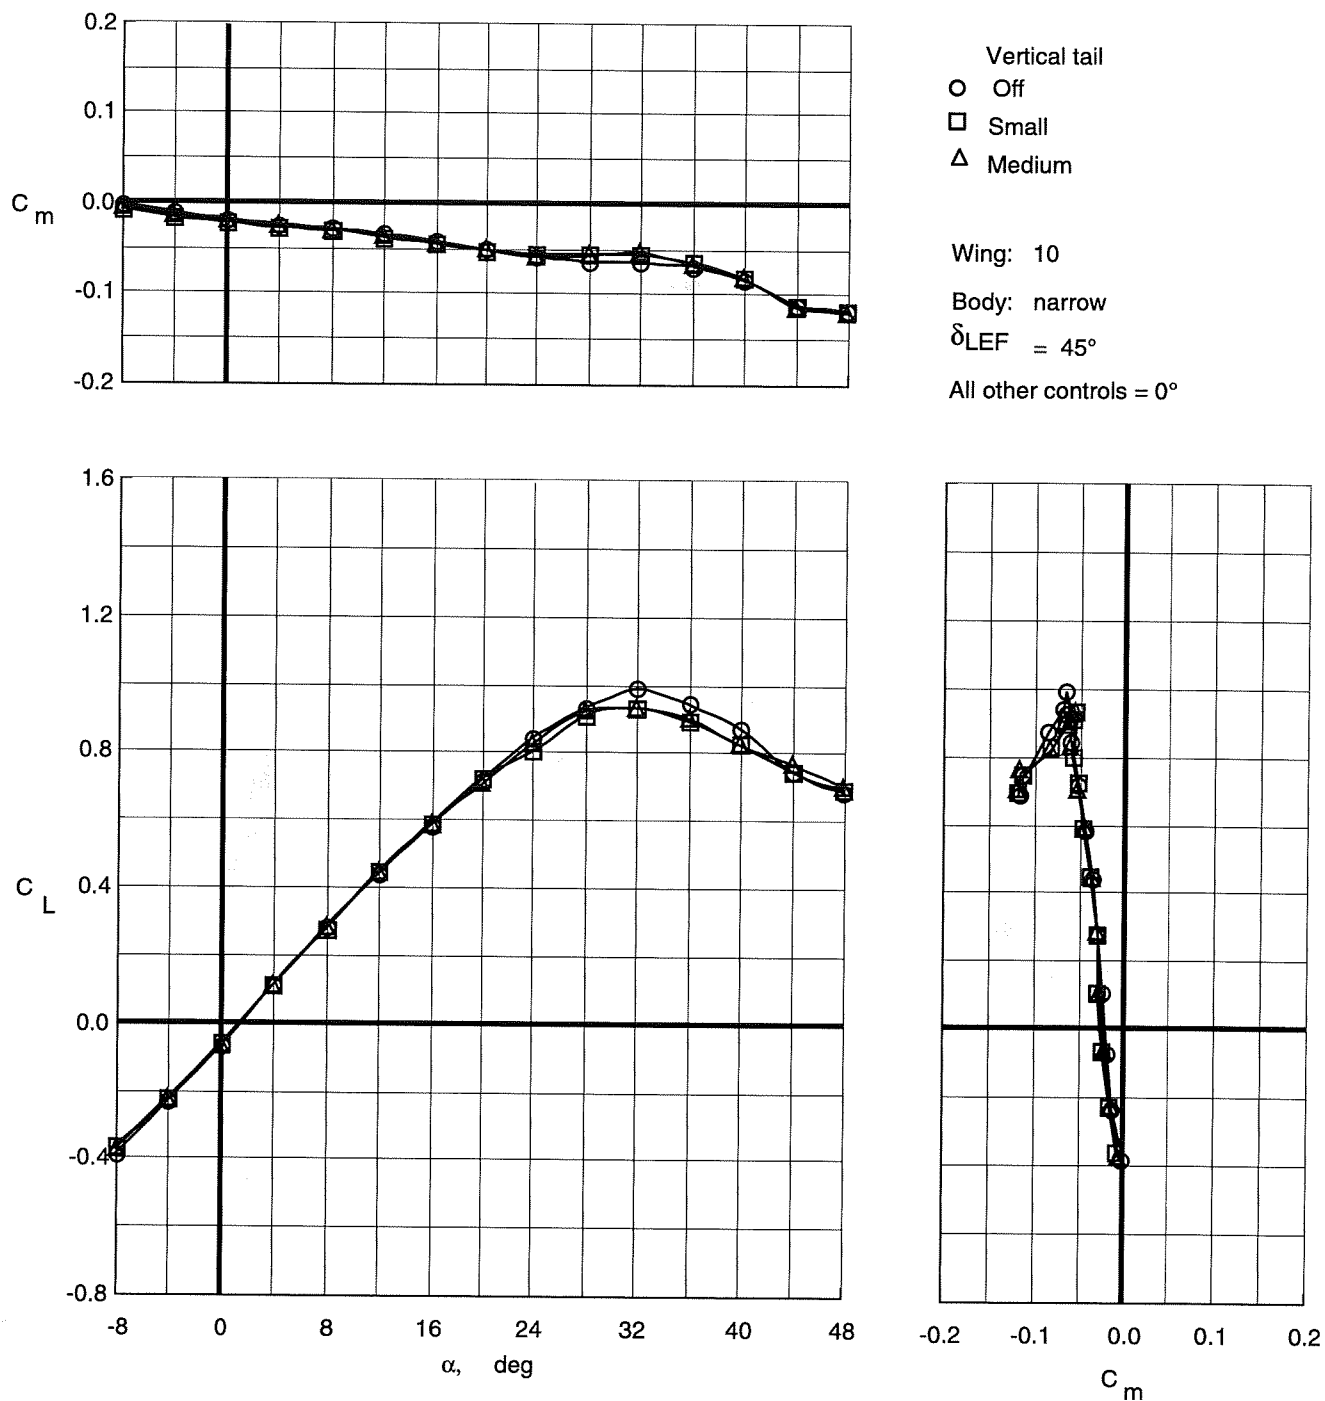 0.2
0.1
0.0
-0.1
-0.2
C m
Vertical tail
Off
Small
Medium
Wing: 10
Body: narrow
δLEF = 45°
All other controls = 0°
1.6
1.2
0.8
0.4
0.0
-0.4
-0.8
C L
-8 0 8 16 24 32 40 48
α, deg
-0.2 -0.1 0.0 0.1 0.2
C m